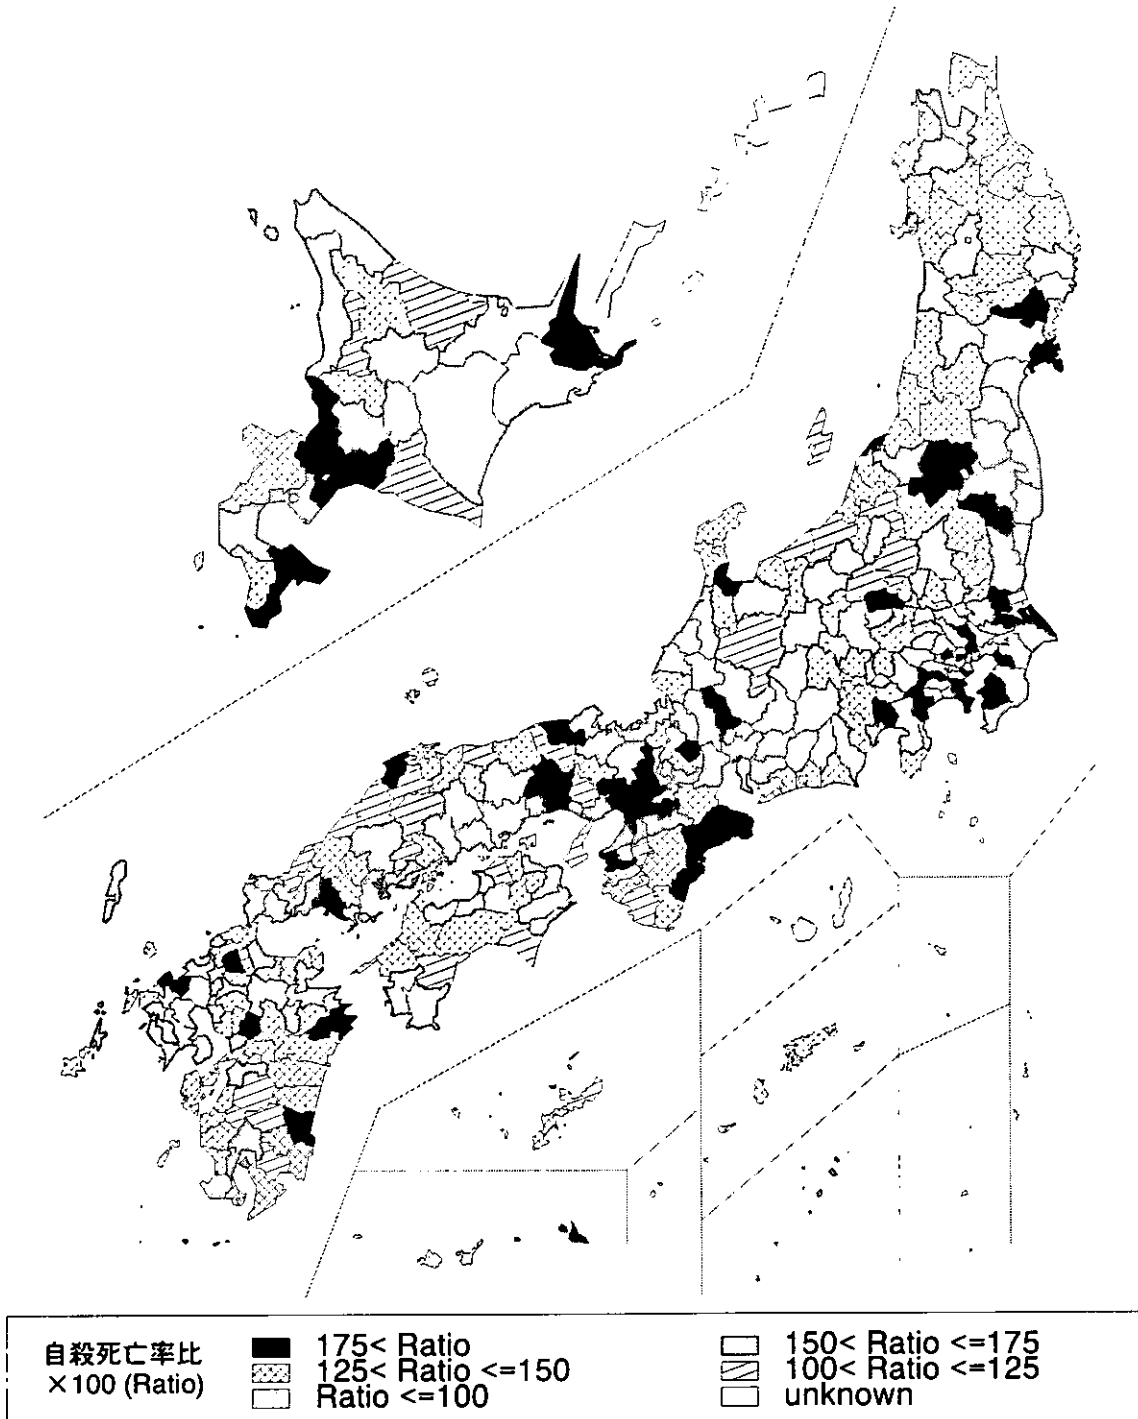 自殺死亡率比
×100 (Ratio)
175< Ratio
125< Ratio <=150
Ratio <=100
150< Ratio <=175
100< Ratio <=125
unknown